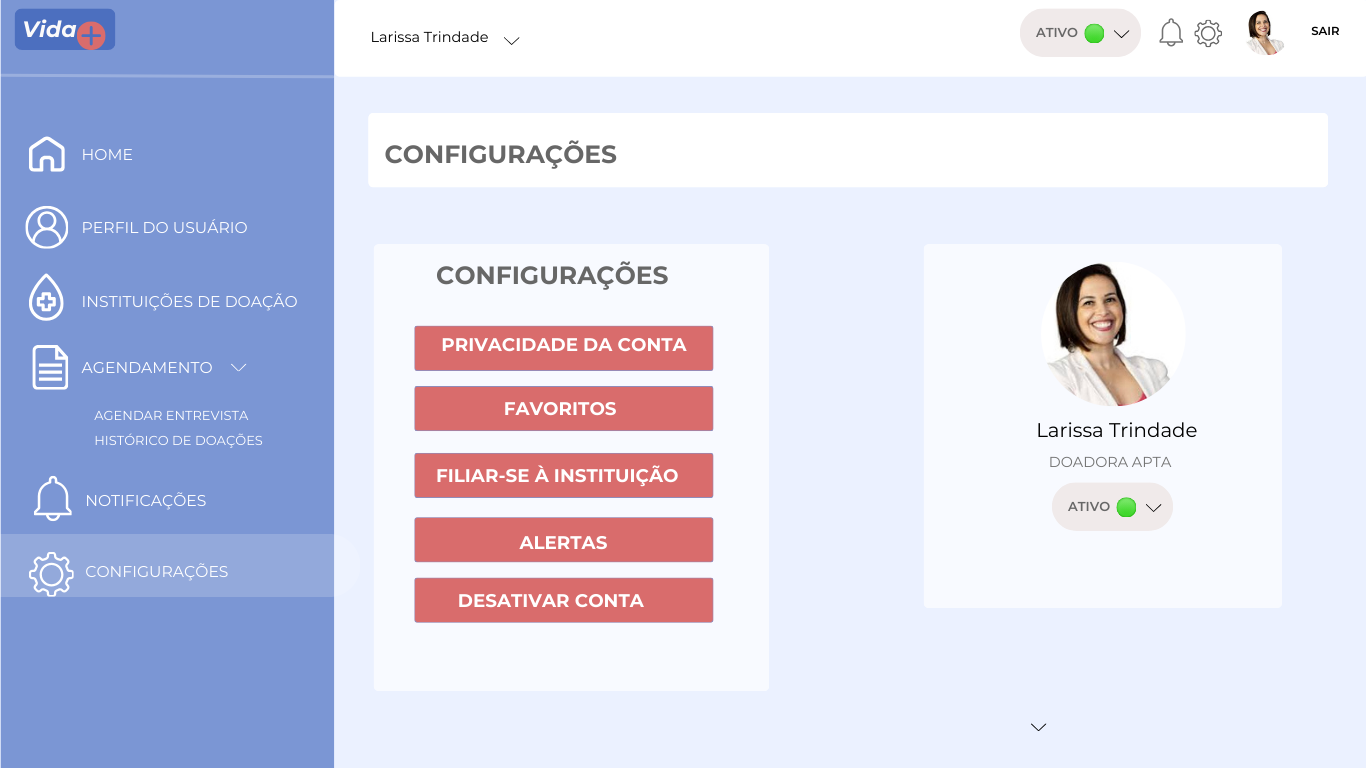 Vida+
Larissa Trindade
ATIVO
SAIR
HOME
PERFIL DO USUÁRIO
INSTITUIÇÕES DE DOAÇÃO
AGENDAMENTO
AGENDAR ENTREVISTA
HISTÓRICO DE DOAÇÕES
NOTIFICAÇÕES
CONFIGURAÇÕES
CONFIGURAÇÕES
CONFIGURAÇÕES
PRIVACIDADE DA CONTA
FAVORITOS
FILIAR-SE À INSTITUIÇÃO
ALERTAS
DESATIVAR CONTA
Larissa Trindade
DOADORA APTA
ATIVO